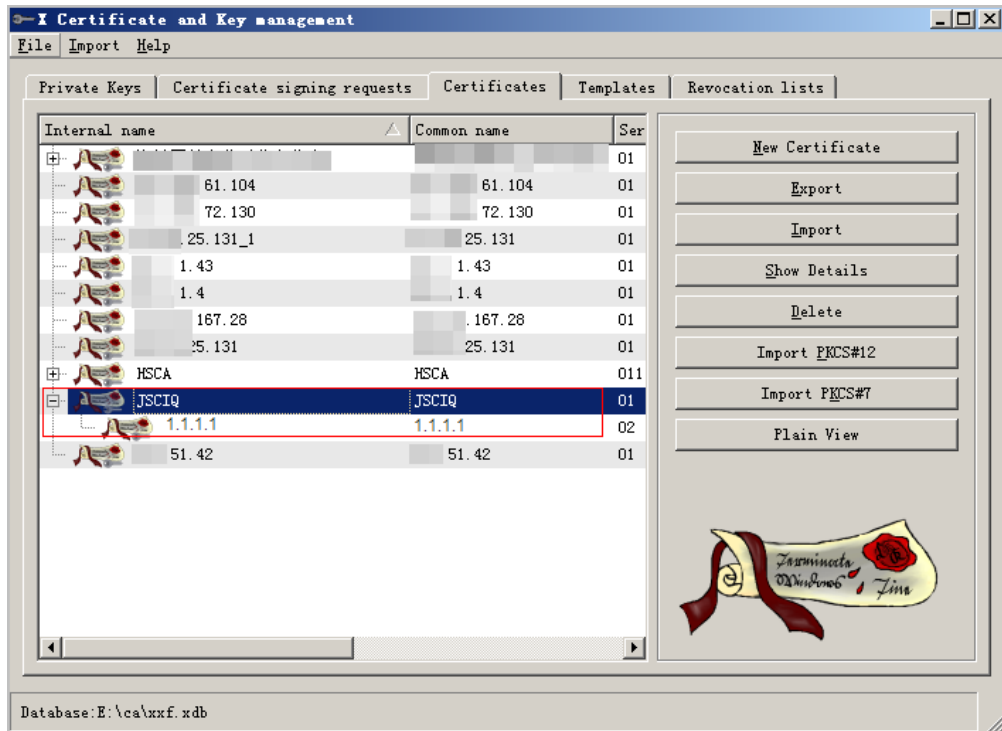 X Certificate and Key management
File Import Help
Private Keys Certificate signing requests Certificates Templates Revocation lists
Internal name Common name Ser
01
61.104 61.104 01
72.130 72.130 01
.25.131_1 25.131 01
1.43 1.43 01
1.4 1.4 01
167.28 .167.28 01
25.131 25.131 01
HSCA HSCA 011
JSCIQ JSCIQ 01
1.1.1.1 1.1.1.1 02
51.42 51.42 01
New Certificate
Export
Import
Show Details
Delete
Import PKCS#12
Import PKCS#7
Plain View
Terminate
Windows Time
Database:E:\ca\xxf.xdb